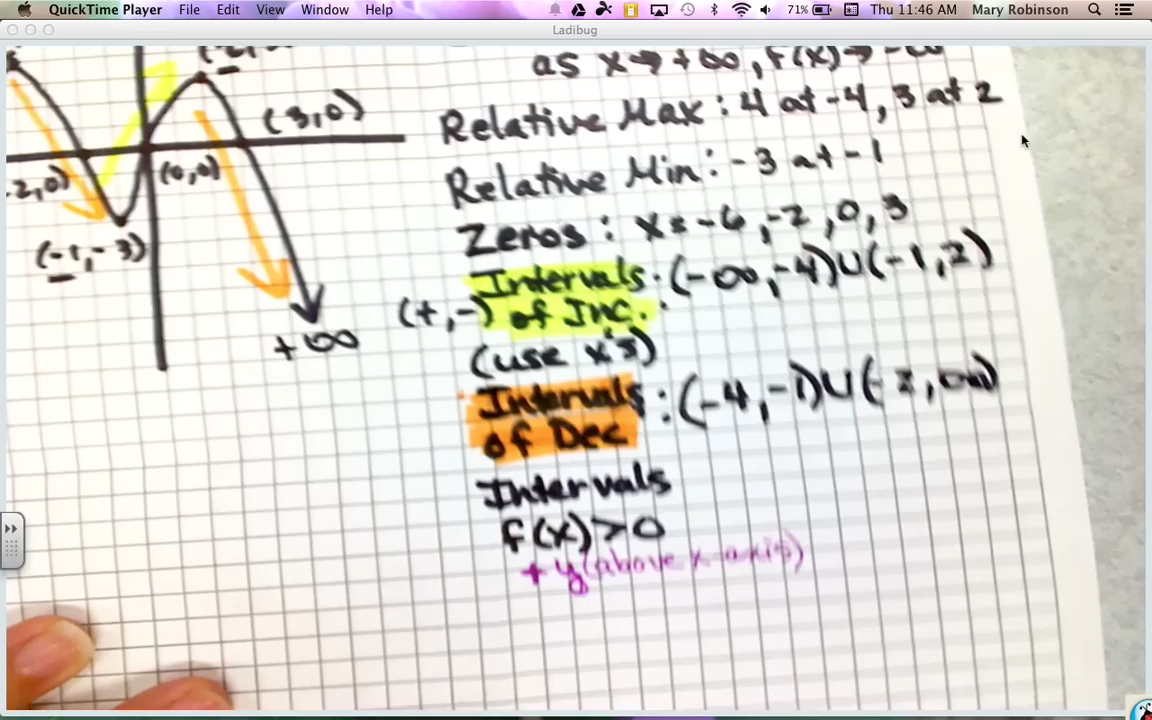 QuickTime Player File Edit View Window Help 71% Thu 11:46 AM Mary Robinson
Ladibug
as x→+∞, f(x)→-∞
(3,0)
Relative Max: 4 at -4, 3 at 2
(0,0)
2,0)
Relative Min: -3 at -1
Zeros: x=-6,-2,0,3
(-1,-3)
Intervals: (-∞,-4)∪(-1,2)
(+,-) of Inc.
+∞
(use x's)
Intervals: (-4,-1)∪(2,∞)
of Dec
Intervals
f(x)>0
+ y (above x-axis)